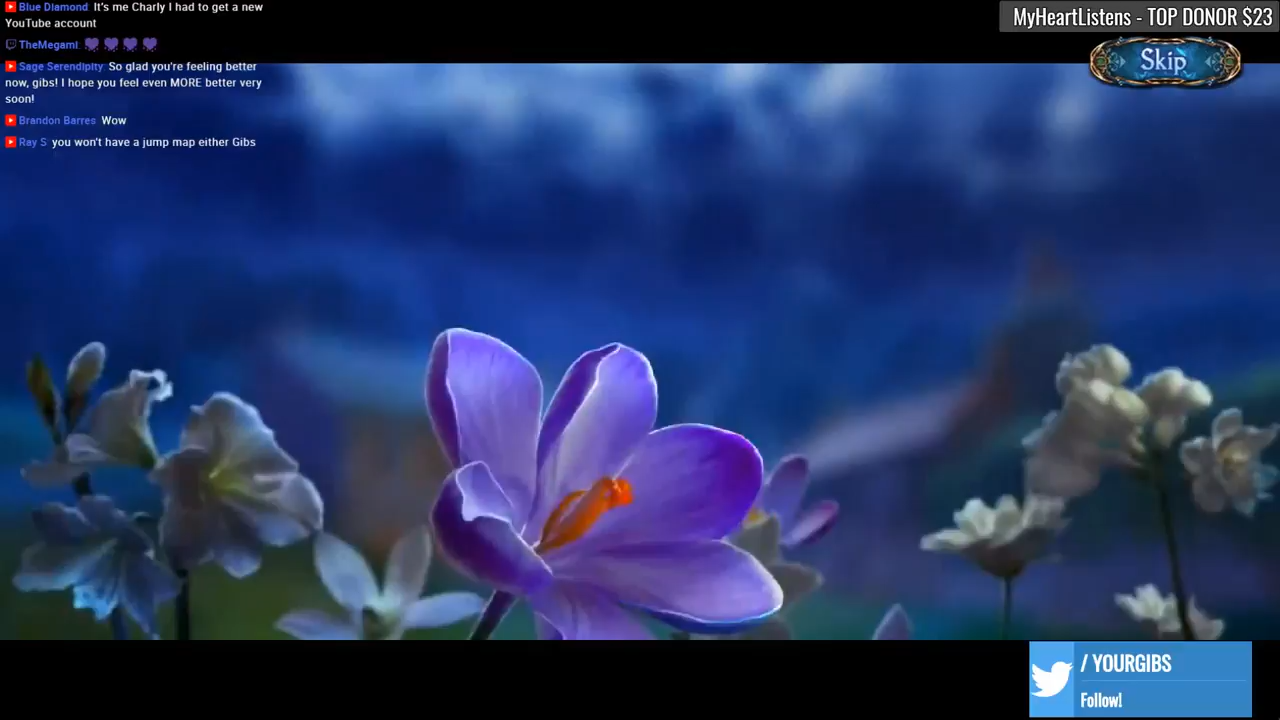 Blue Diamond: It's me Charly I had to get a new
YouTube account
TheMegami:
Sage Serendipity: So glad you're feeling better
now, gibs! I hope you feel even MORE better very
soon!
Brandon Barres: Wow
Ray S: you won't have a jump map either Gibs
MyHeartListens - TOP DONOR $23
Skip
/ YOURGIBS
Follow!